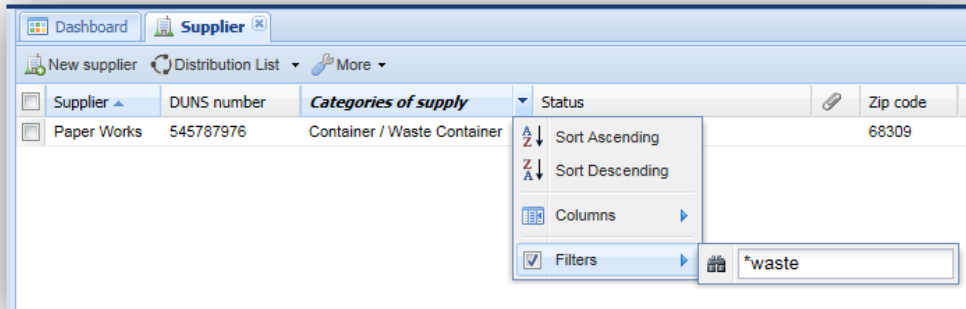 Dashboard Supplier
New supplier Distribution List More
Supplier DUNS number Categories of supply Status Zip code
Paper Works 545787976 Container / Waste Container 68309
Sort Ascending
Sort Descending
Columns
Filters *waste